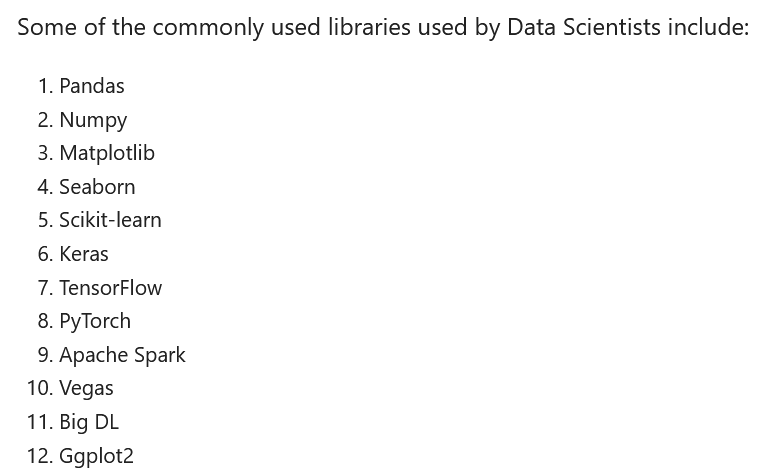 Some of the commonly used libraries used by Data Scientists include:
1. Pandas
2. Numpy
3. Matplotlib
4. Seaborn
5. Scikit-learn
6. Keras
7. TensorFlow
8. PyTorch
9. Apache Spark
10. Vegas
11. Big DL
12. Ggplot2